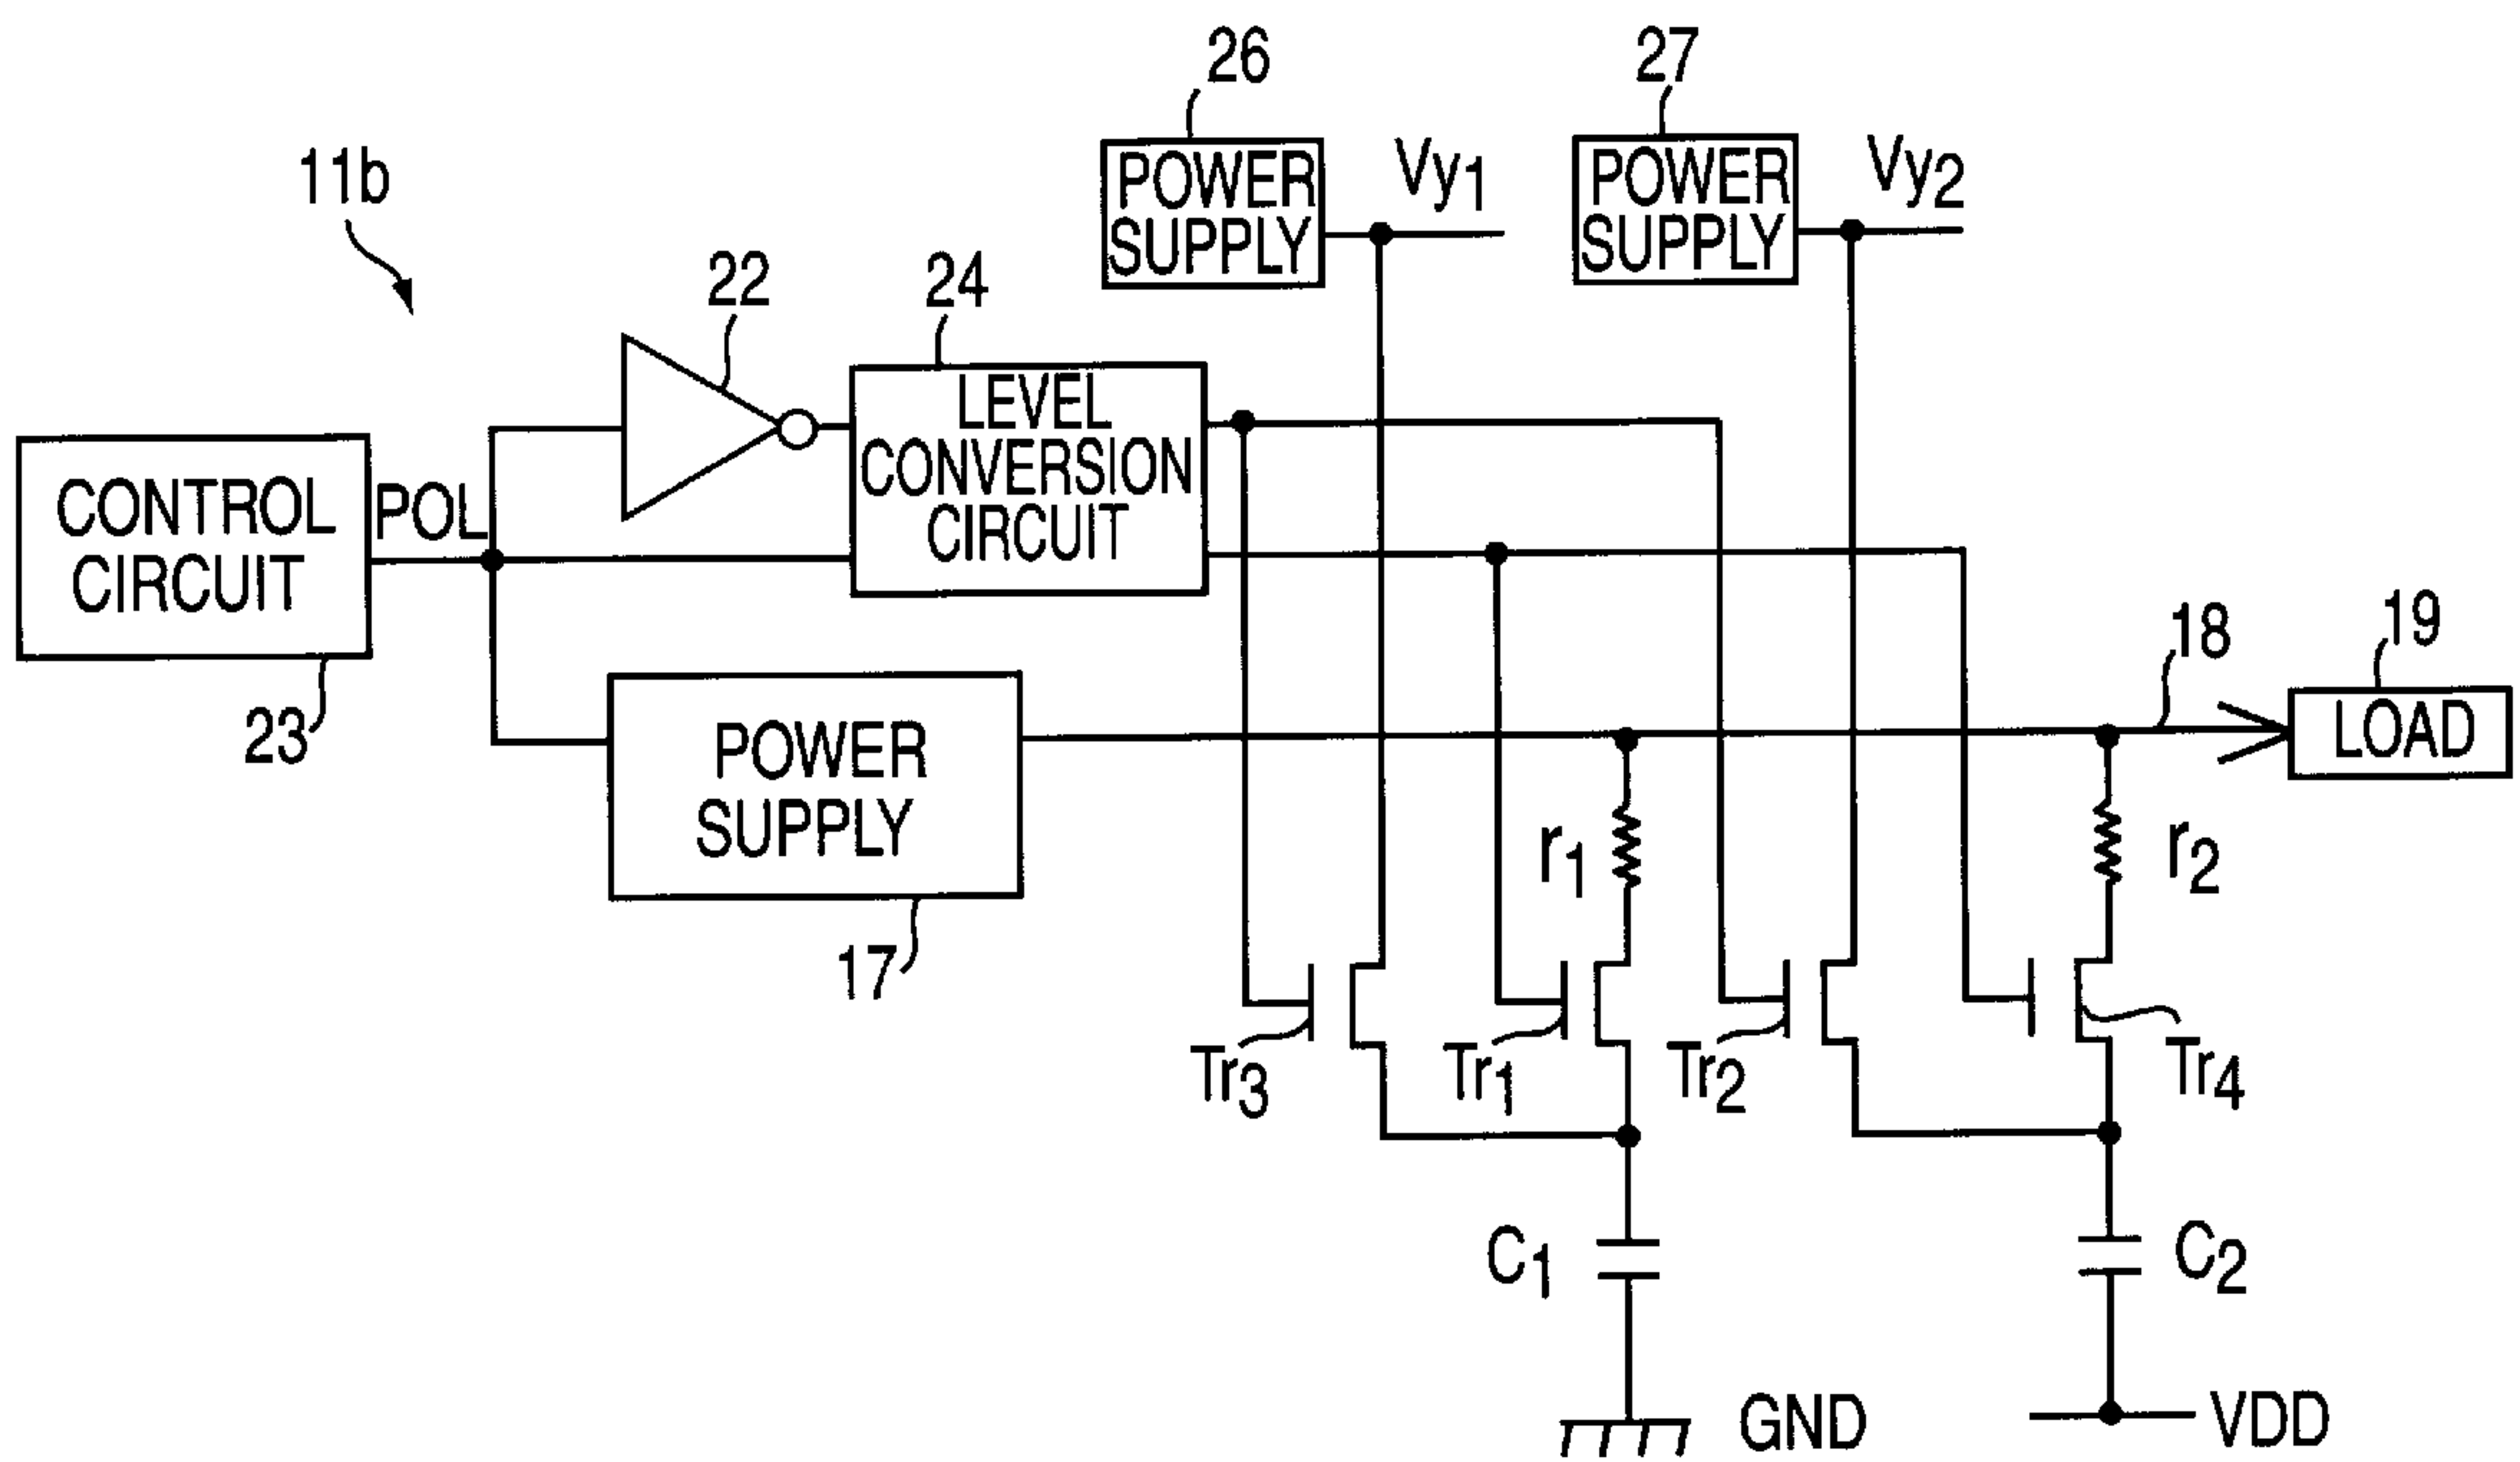 26
27
11b
POWER
SUPPLY
Vy1
POWER
SUPPLY
Vy2
22
24
LEVEL
CONVERSION
CIRCUIT
CONTROL
CIRCUIT
POL
23
18
19
LOAD
POWER
SUPPLY
17
r1
r2
Tr3
Tr1
Tr2
Tr4
C1
C2
GND
VDD